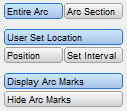 Entire Arc Arc Section
User Set Location
Position Set Interval
Display Arc Marks
Hide Arc Marks